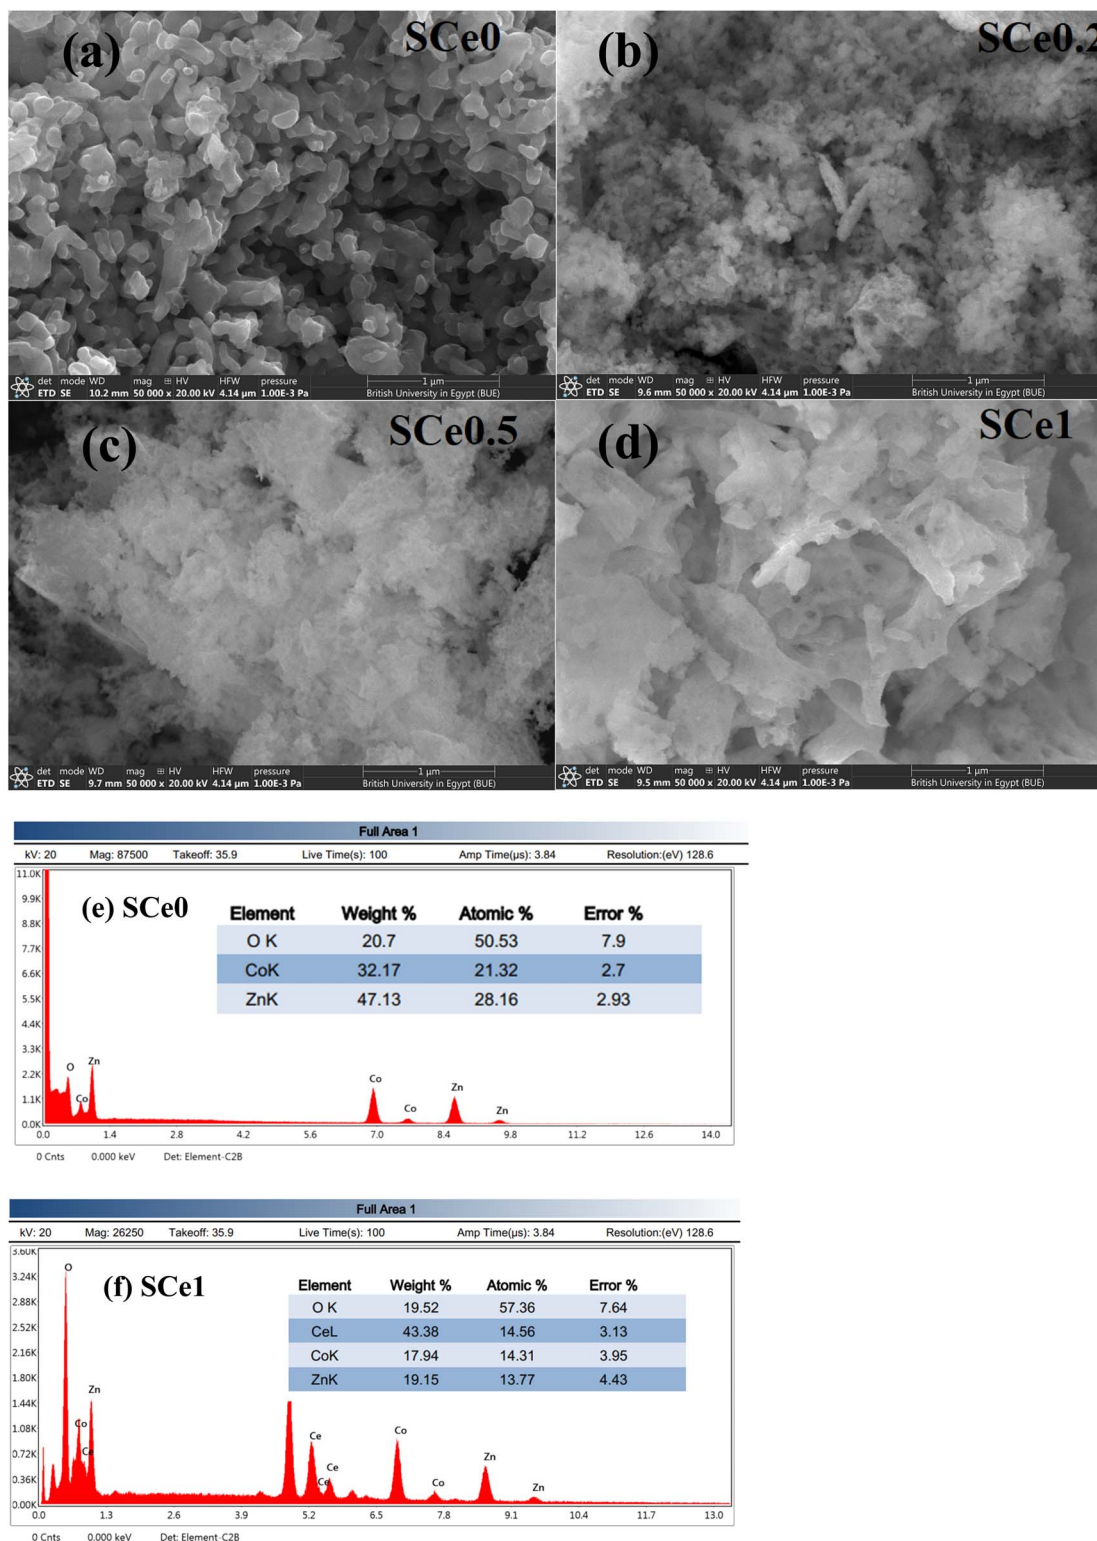 (a) SCe0
det mode WD mag ⊞ HV HFW pressure 1 µm
ETD SE 10.2 mm 50 000 x 20.00 kV 4.14 µm 1.00E-3 Pa British University in Egypt (BUE)
(b) SCe0.2
det mode WD mag ⊞ HV HFW pressure 1 µm
ETD SE 9.6 mm 50 000 x 20.00 kV 4.14 µm 1.00E-3 Pa British University in Egypt (BUE)
(c) SCe0.5
det mode WD mag ⊞ HV HFW pressure 1 µm
ETD SE 9.7 mm 50 000 x 20.00 kV 4.14 µm 1.00E-3 Pa British University in Egypt (BUE)
(d) SCe1
det mode WD mag ⊞ HV HFW pressure 1 µm
ETD SE 9.5 mm 50 000 x 20.00 kV 4.14 µm 1.00E-3 Pa British University in Egypt (BUE)
Full Area 1
kV: 20 Mag: 87500 Takeoff: 35.9 Live Time(s): 100 Amp Time(µs): 3.84 Resolution:(eV) 128.6
(e) SCe0
Element Weight % Atomic % Error %
O K 20.7 50.53 7.9
CoK 32.17 21.32 2.7
ZnK 47.13 28.16 2.93
11.0K
9.9K
8.8K
7.7K
6.6K
5.5K
4.4K
3.3K
2.2K
1.1K
0.0K
O Co Zn Co Co Zn Zn
0.0 1.4 2.8 4.2 5.6 7.0 8.4 9.8 11.2 12.6 14.0
0 Cnts 0.000 keV Det: Element-C2B
Full Area 1
kV: 20 Mag: 26250 Takeoff: 35.9 Live Time(s): 100 Amp Time(µs): 3.84 Resolution:(eV) 128.6
(f) SCe1
Element Weight % Atomic % Error %
O K 19.52 57.36 7.64
CeL 43.38 14.56 3.13
CoK 17.94 14.31 3.95
ZnK 19.15 13.77 4.43
3.60K
3.24K
2.88K
2.52K
2.16K
1.80K
1.44K
1.08K
0.72K
0.36K
0.00K
O Co Ce Zn Ce Ce Ce Co Co Zn Zn
0.0 1.3 2.6 3.9 5.2 6.5 7.8 9.1 10.4 11.7 13.0
0 Cnts 0.000 keV Det: Element-C2B